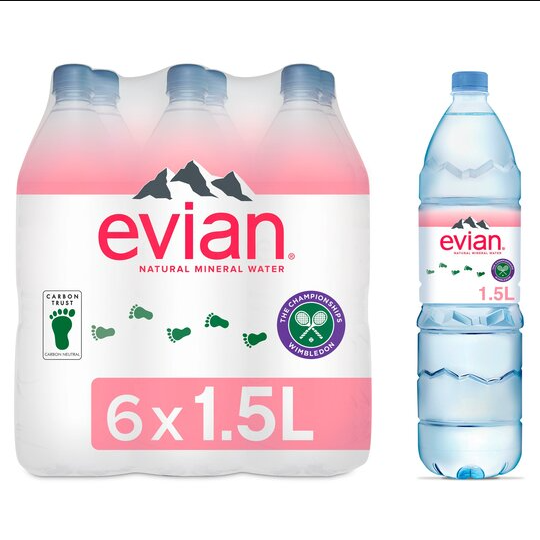 evian®
NATURAL MINERAL WATER
CARBON
TRUST
CARBON NEUTRAL
THE CHAMPIONSHIPS
WIMBLEDON
6 x 1.5L
evian®
NATURAL MINERAL WATER
1.5L